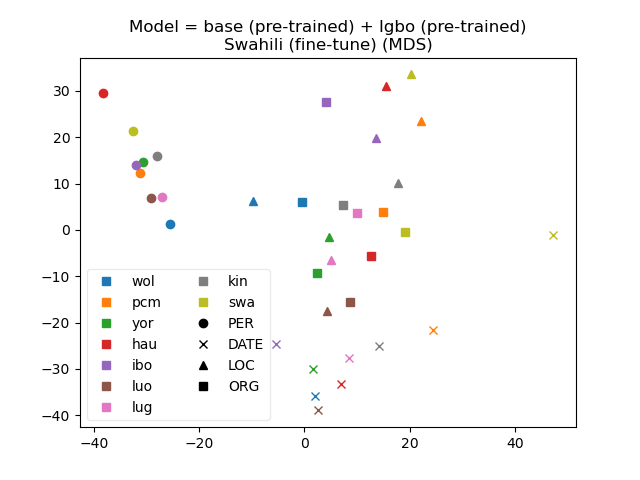 Model = base (pre-trained) + Igbo (pre-trained)
Swahili (fine-tune) (MDS)
30
20
10
0
−10
−20
−30
−40
wol
pcm
yor
hau
ibo
luo
lug
kin
swa
PER
DATE
LOC
ORG
−40
−20
0
20
40